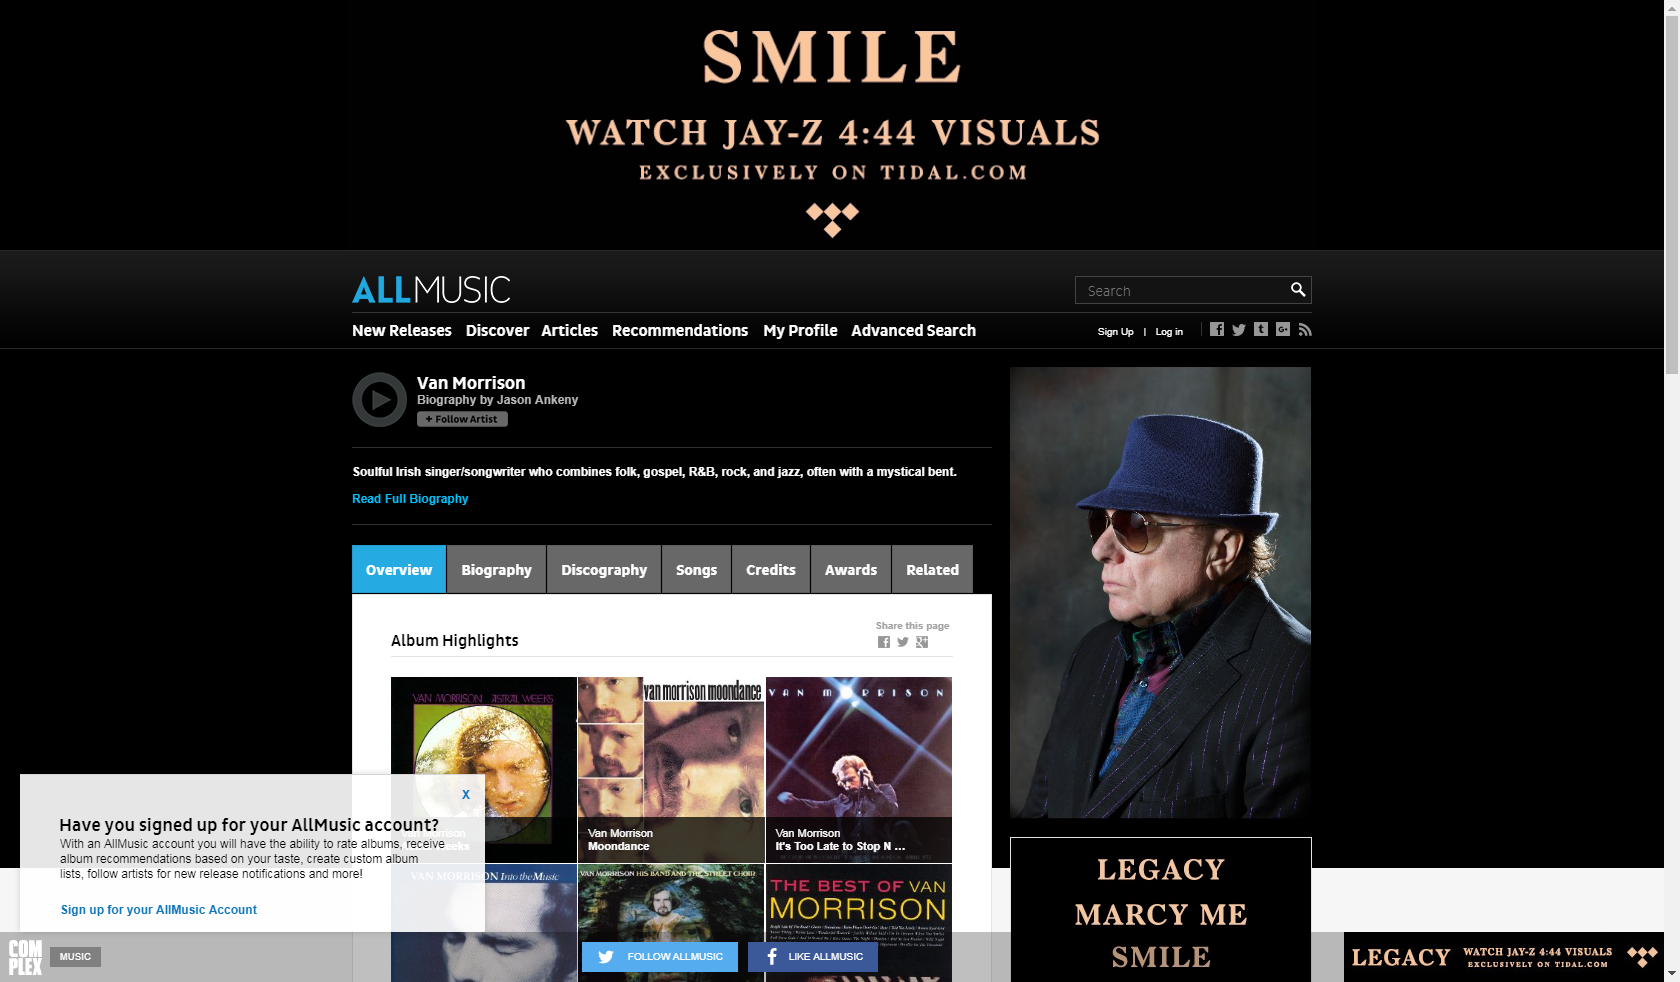 SMILE
WATCH JAY-Z 4:44 VISUALS
EXCLUSIVELY ON TIDAL.COM
ALLMUSIC
Search
New Releases Discover Articles Recommendations My Profile Advanced Search
Sign Up | Log in
Van Morrison
Biography by Jason Ankeny
+ Follow Artist
Soulful Irish singer/songwriter who combines folk, gospel, R&B, rock, and jazz, often with a mystical bent.
Read Full Biography
Overview Biography Discography Songs Credits Awards Related
Share this page
Album Highlights
VAN MORRISON ASTRAL WEEKS
van morrison moondance
VAN MORRISON
Van Morrison
Moondance
Van Morrison
It's Too Late to Stop N ...
X
Have you signed up for your AllMusic account?
With an AllMusic account you will have the ability to rate albums, receive
album recommendations based on your taste, create custom album
lists, follow artists for new release notifications and more!
Sign up for your AllMusic Account
VAN MORRISON Into the Music
VAN MORRISON HIS BAND AND THE STREET CHOIR
THE BEST OF VAN
MORRISON
LEGACY
MARCY ME
SMILE
COM
PLEX
MUSIC
FOLLOW ALLMUSIC
LIKE ALLMUSIC
LEGACY
WATCH JAY-Z 4:44 VISUALS
EXCLUSIVELY ON TIDAL.COM